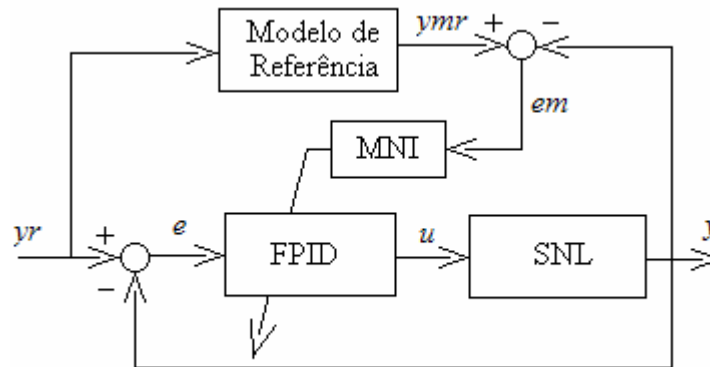 Modelo de
Referência
ymr
+
−
em
MNI
yr
+
−
e
FPID
u
SNL
y